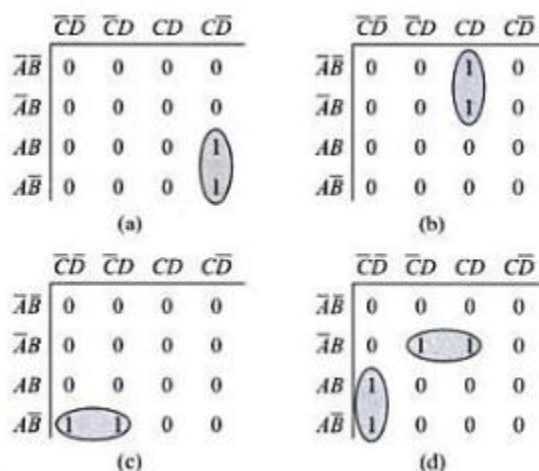 C̅D̅ C̅D CD CD̅
A̅B̅ 0 0 0 0
A̅B 0 0 0 0
AB 0 0 0 1
AB̅ 0 0 0 1
(a)
C̅D̅ C̅D CD CD̅
A̅B̅ 0 0 1 0
A̅B 0 0 1 0
AB 0 0 0 0
AB̅ 0 0 0 0
(b)
C̅D̅ C̅D CD CD̅
A̅B̅ 0 0 0 0
A̅B 0 0 0 0
AB 0 0 0 0
AB̅ 1 1 0 0
(c)
C̅D̅ C̅D CD CD̅
A̅B̅ 0 0 0 0
A̅B 0 1 1 0
AB 1 0 0 0
AB̅ 1 0 0 0
(d)